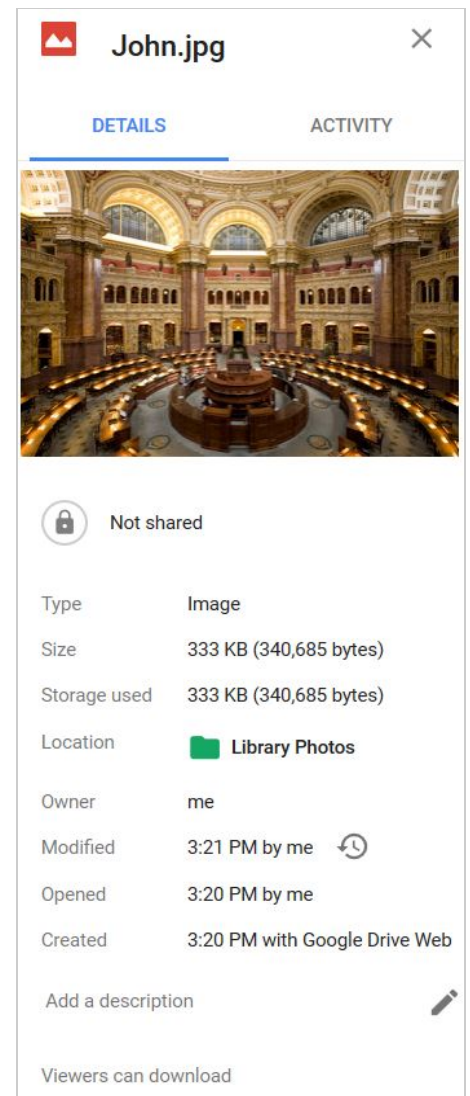 John.jpg
DETAILS ACTIVITY
Not shared
Type Image
Size 333 KB (340,685 bytes)
Storage used 333 KB (340,685 bytes)
Location Library Photos
Owner me
Modified 3:21 PM by me
Opened 3:20 PM by me
Created 3:20 PM with Google Drive Web
Add a description
Viewers can download